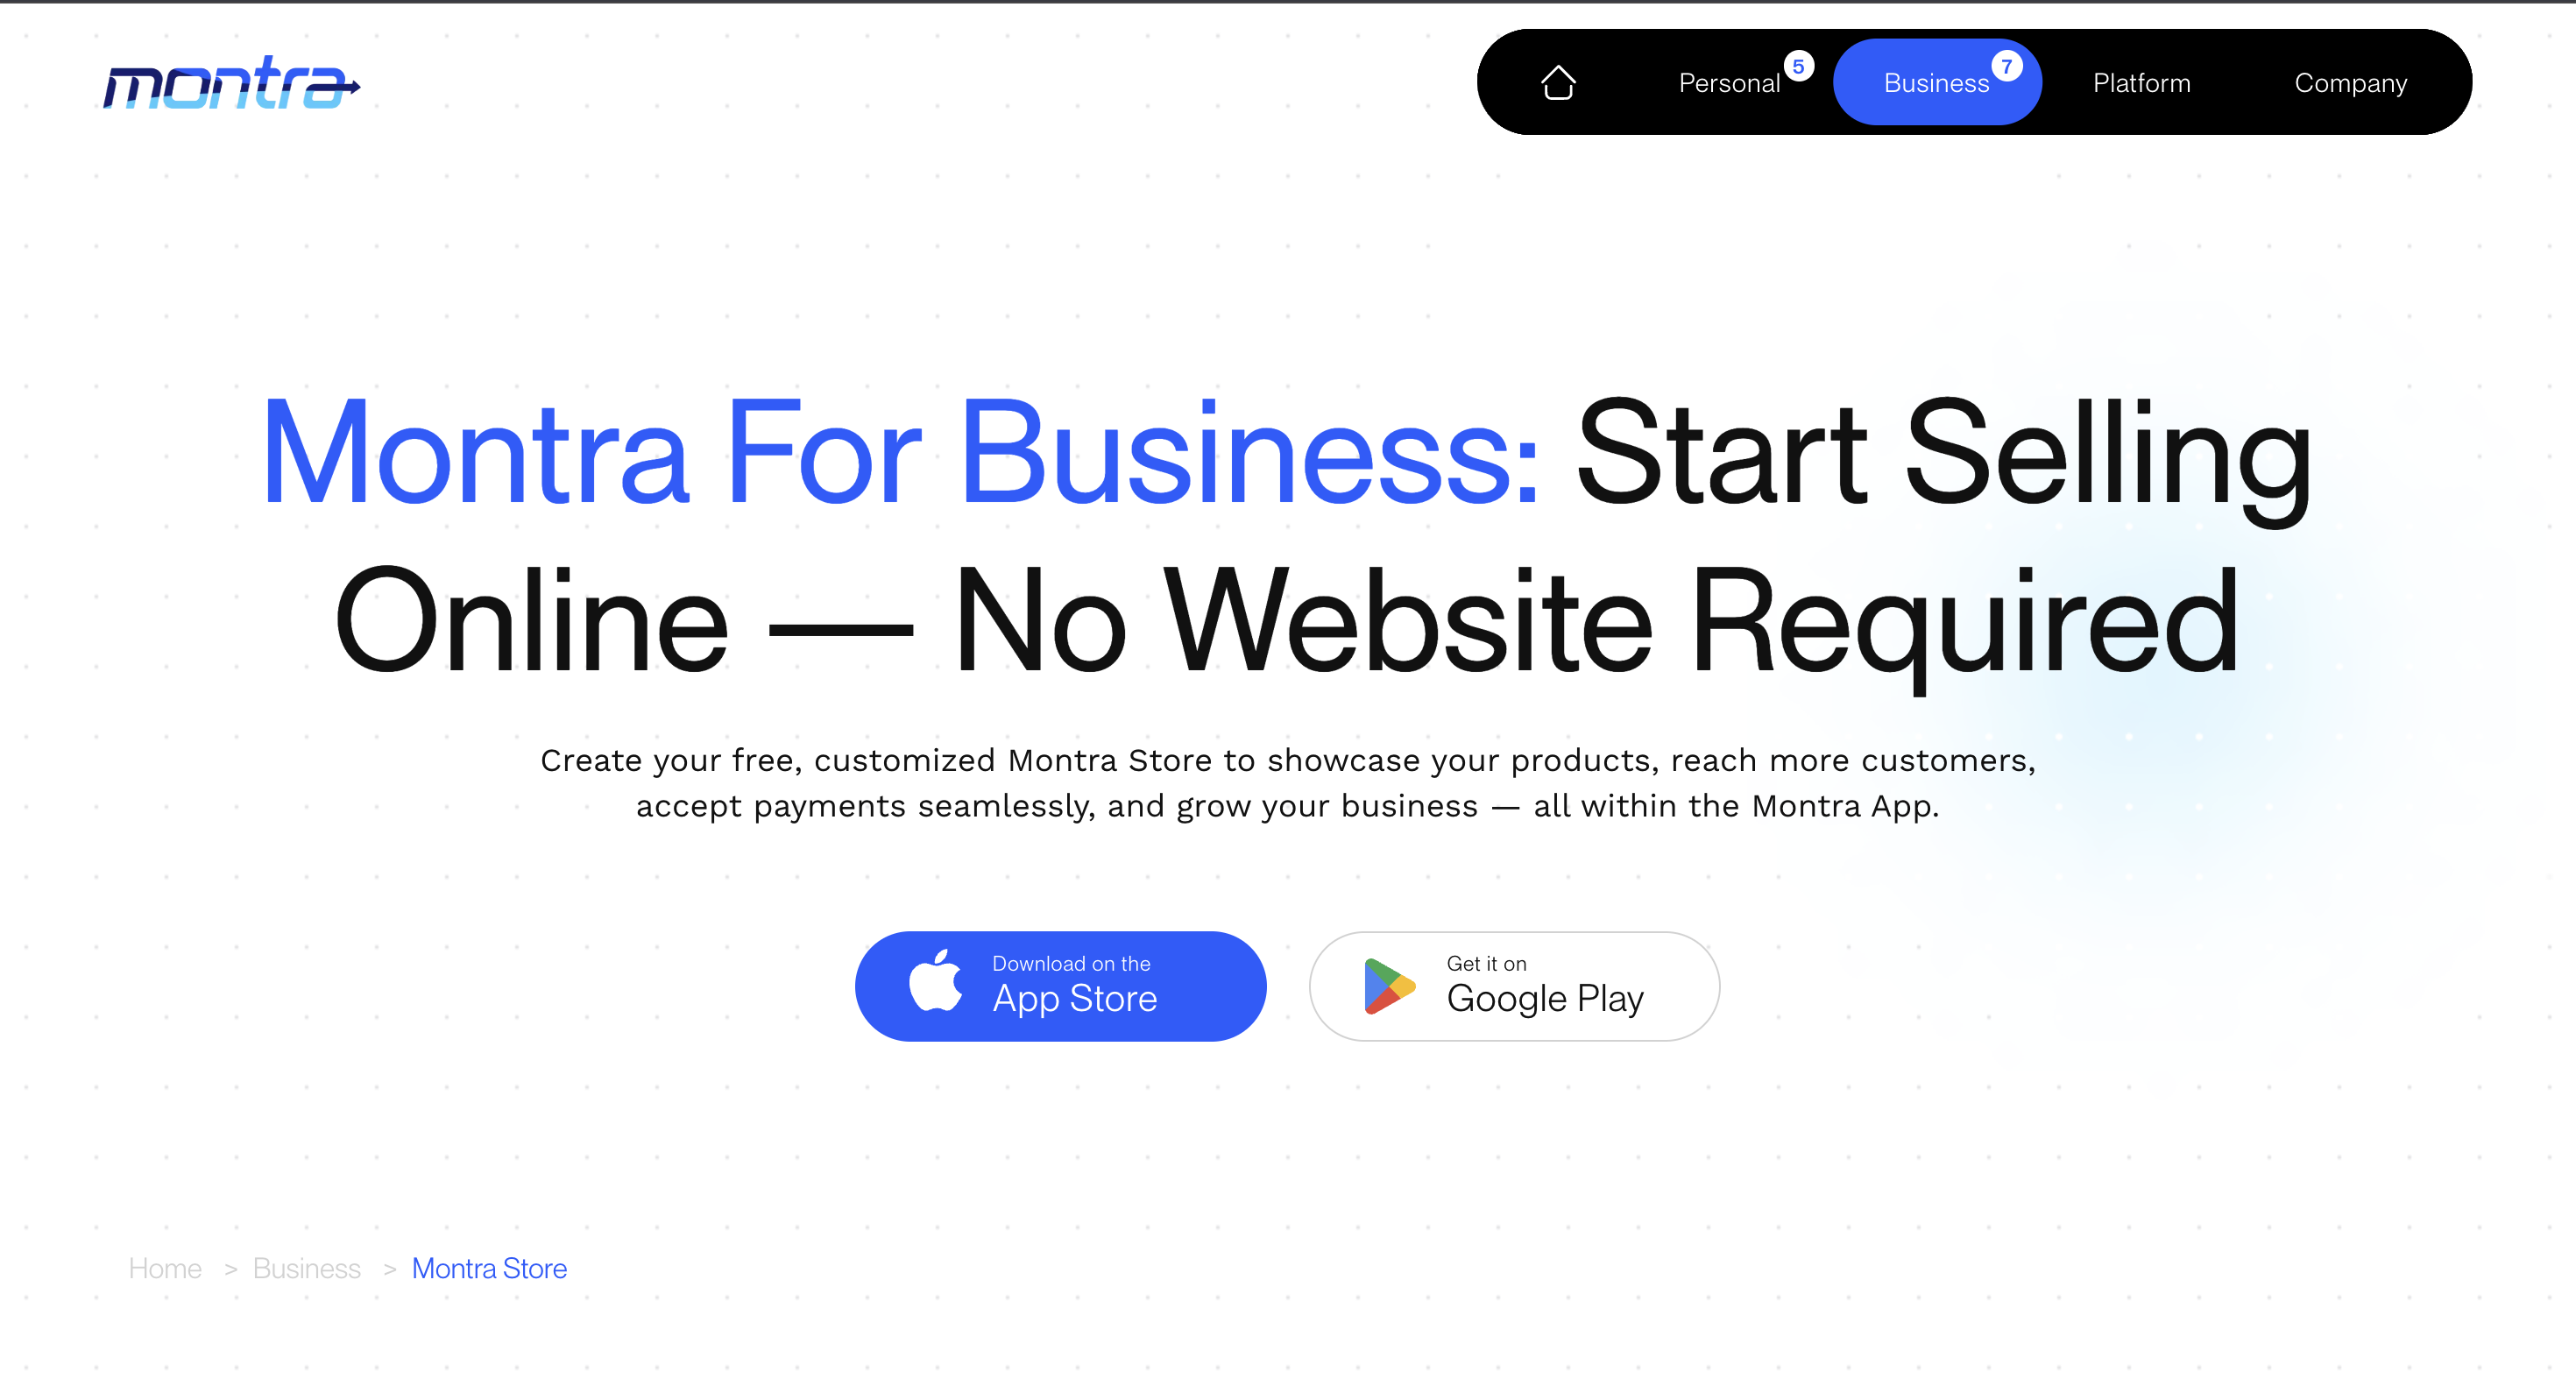 montra
Personal 5 Business 7 Platform Company
Montra For Business: Start Selling
Online — No Website Required
Create your free, customized Montra Store to showcase your products, reach more customers,
accept payments seamlessly, and grow your business — all within the Montra App.
Download on the
App Store
Get it on
Google Play
Home > Business > Montra Store